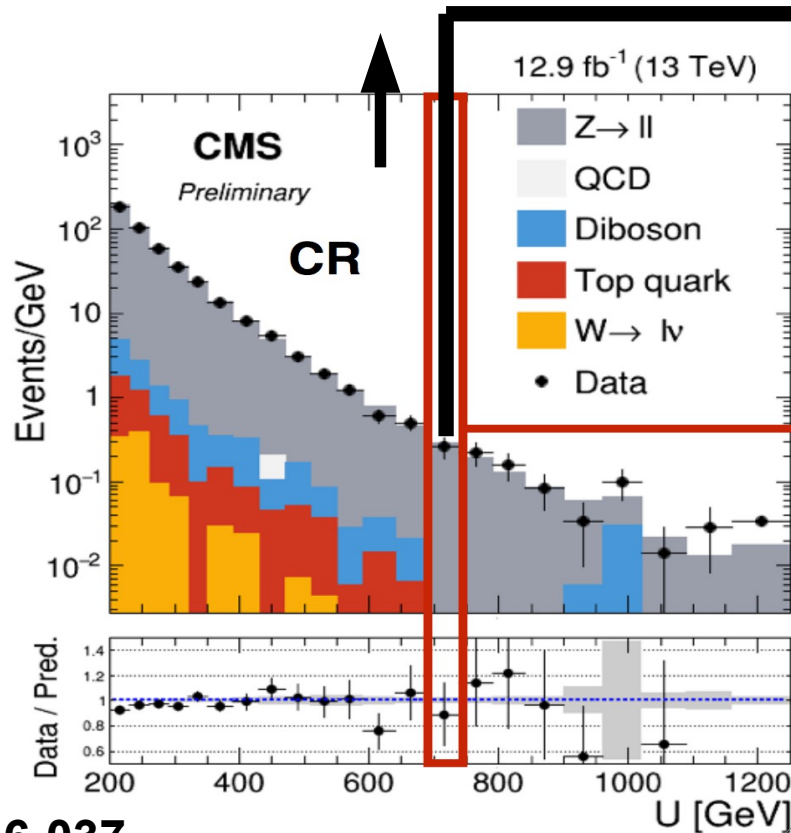 12.9 fb⁻¹ (13 TeV)
CMS
Preliminary
CR
Z→ ll
QCD
Diboson
Top quark
W→ lν
Data
Events/GeV
10³
10²
10
1
10⁻¹
10⁻²
Data / Pred.
1.4
1.2
1
0.8
0.6
200 400 600 800 1000 1200
U [GeV]